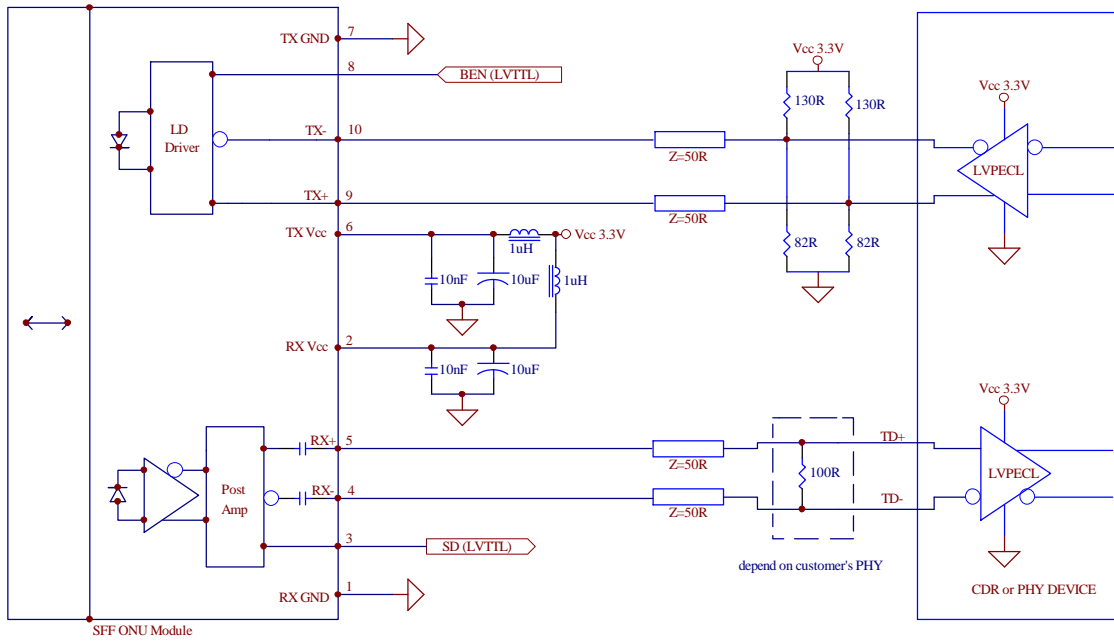 TX GND
7
8
BEN (LVTTL)
Vcc 3.3V
130R
130R
Vcc 3.3V
LD
Driver
TX-
10
Z=50R
LVPECL
TX+
9
Z=50R
TX Vcc
6
1uH
Vcc 3.3V
82R
82R
10nF
10uF
1uH
RX Vcc
2
10nF
10uF
Vcc 3.3V
RX+
5
Z=50R
TD+
Post
Amp
100R
LVPECL
RX-
4
Z=50R
TD-
3
SD (LVTTL)
depend on customer's PHY
RX GND
1
CDR or PHY DEVICE
SFF ONU Module